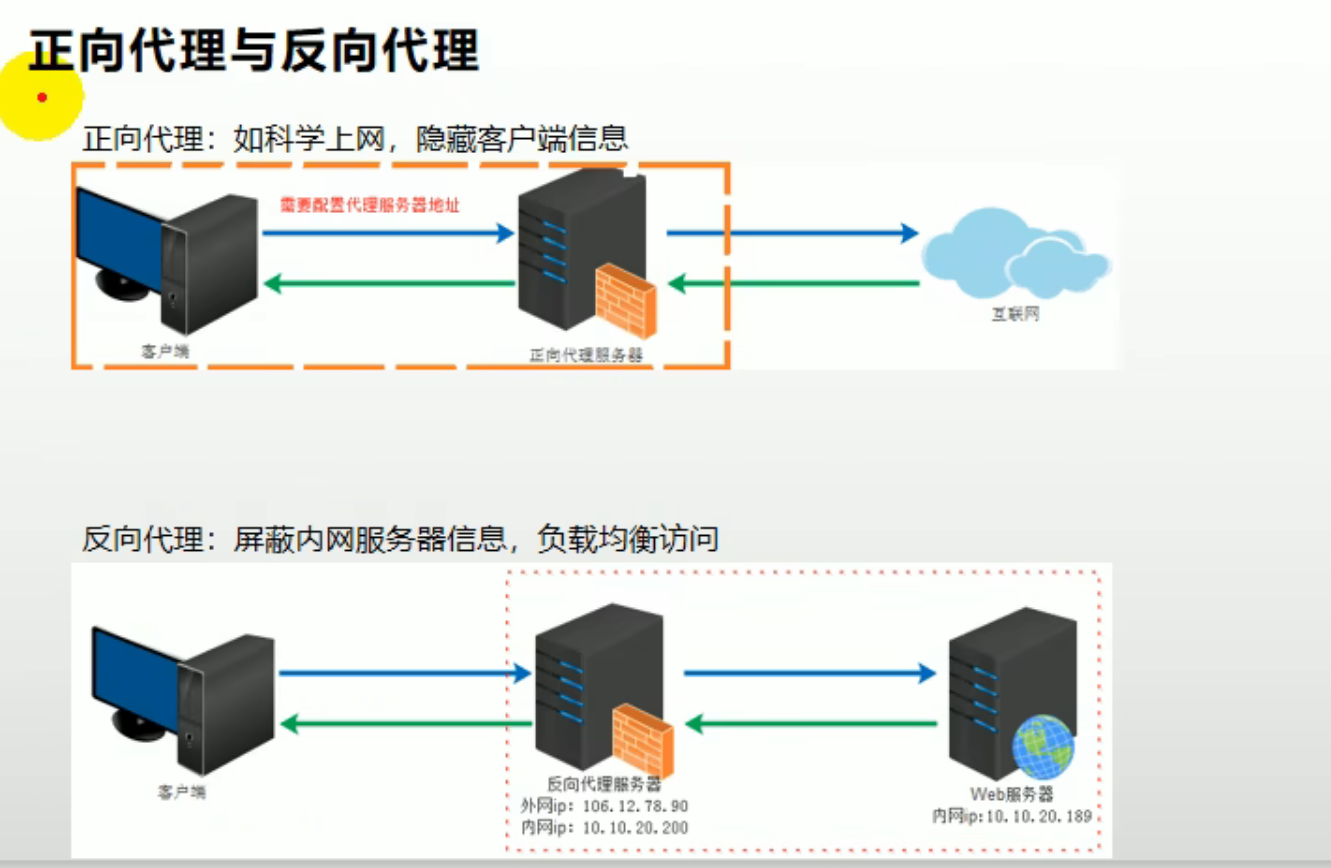 正向代理与反向代理
正向代理：如科学上网，隐藏客户端信息
需要配置代理服务器地址
客户端
正向代理服务器
互联网
反向代理：屏蔽内网服务器信息，负载均衡访问
客户端
反向代理服务器
外网ip: 106.12.78.90
内网ip: 10.10.20.200
Web服务器
内网ip:10.10.20.189